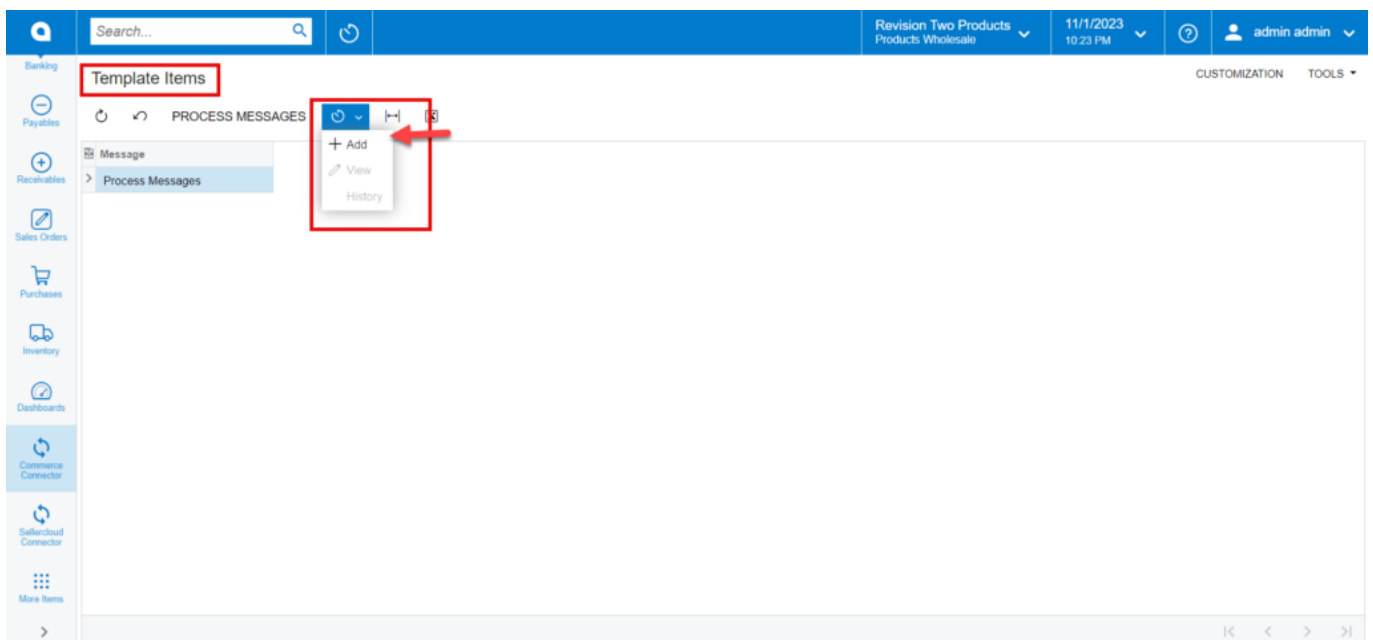 Search...
Revision Two Products
Products Wholesale
11/1/2023
10:23 PM
admin admin
Banking
Payables
Receivables
Sales Orders
Purchases
Inventory
Dashboards
Commerce
Connector
Sellercloud
Connector
More Items
Template Items
CUSTOMIZATION TOOLS
PROCESS MESSAGES
Add
View
History
Message
Process Messages